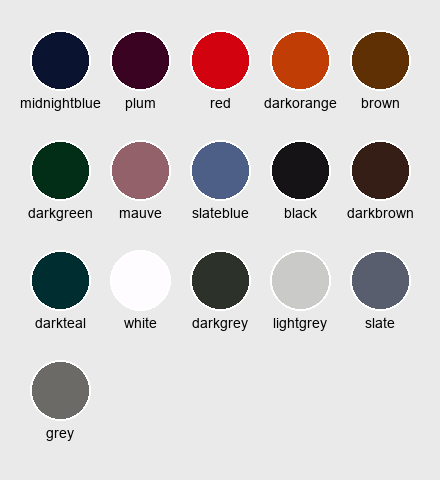 midnightblue plum red darkorange brown
darkgreen mauve slateblue black darkbrown
darkteal white darkgrey lightgrey slate
grey